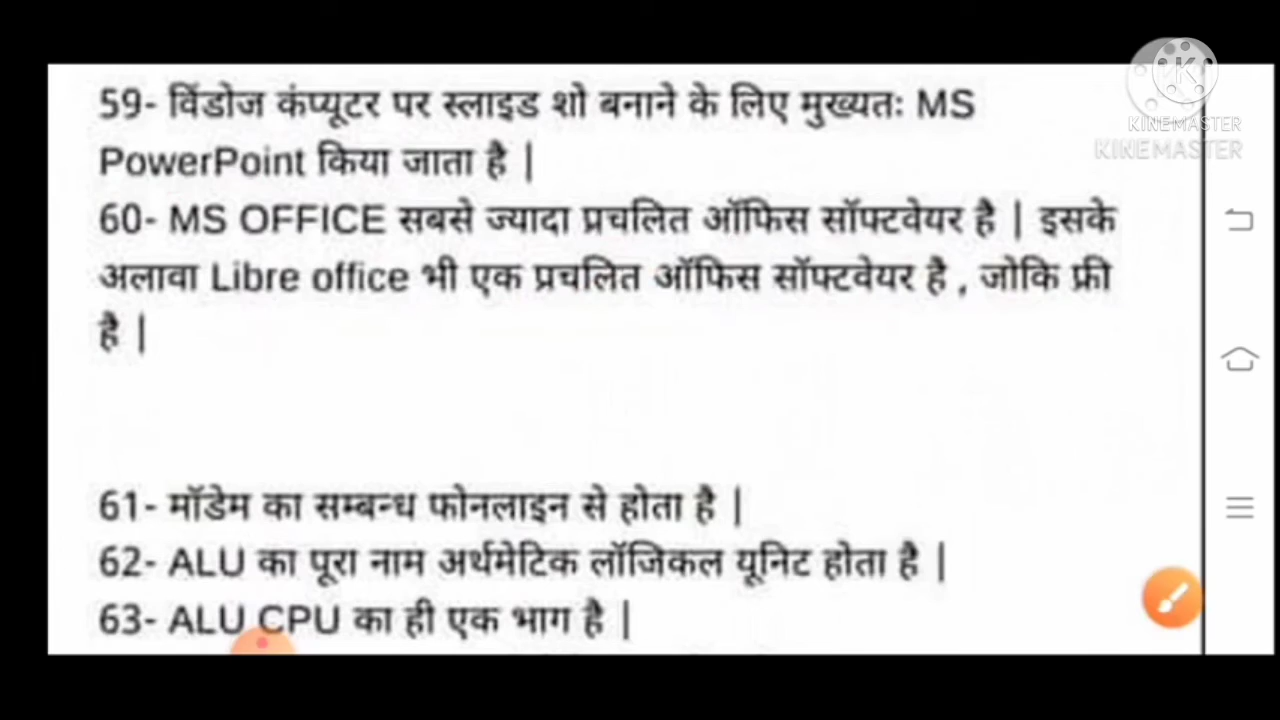 59- विंडोज कंप्यूटर पर स्लाइड शो बनाने के लिए मुख्यतः MS
PowerPoint किया जाता है |
60- MS OFFICE सबसे ज्यादा प्रचलित ऑफिस सॉफ्टवेयर है | इसके
अलावा Libre office भी एक प्रचलित ऑफिस सॉफ्टवेयर है , जोकि फ्री
है |
61- मॉडेम का सम्बन्ध फोनलाइन से होता है |
62- ALU का पूरा नाम अर्थमेटिक लॉजिकल यूनिट होता है |
63- ALU CPU का ही एक भाग है |
KINEMASTER
KINEMASTER